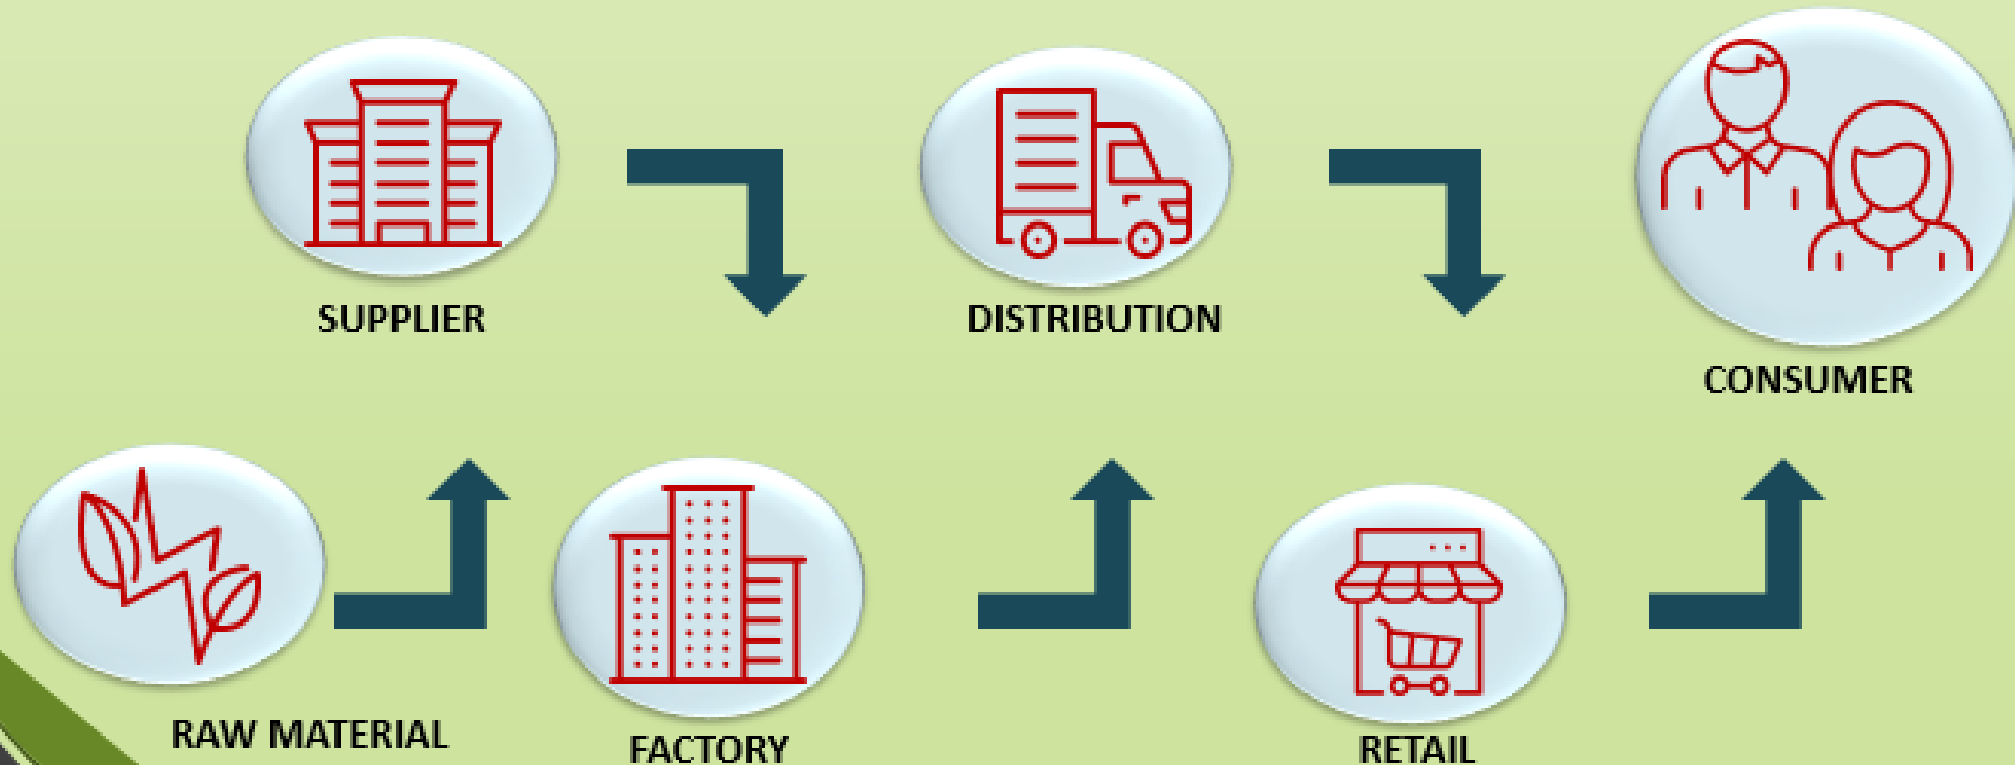 SUPPLIER
DISTRIBUTION
CONSUMER
RAW MATERIAL
FACTORY
RETAIL